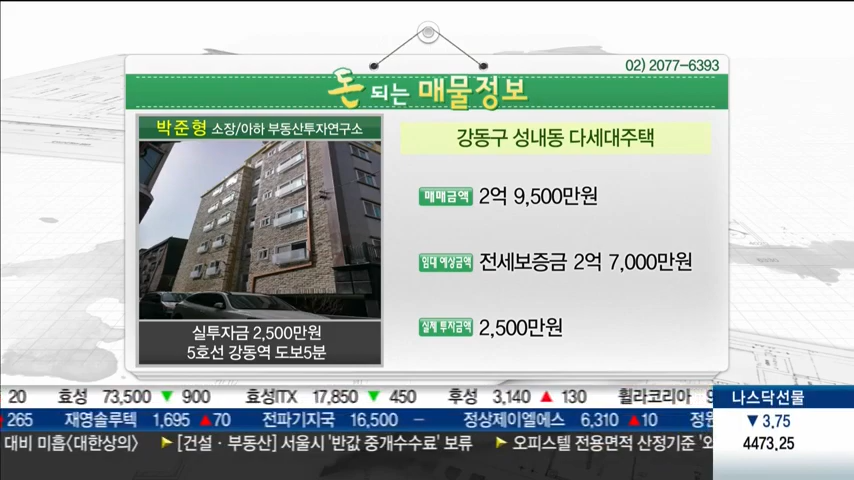 02) 2077-6393
돈 되는 매물정보
박준형 소장/아하 부동산투자연구소
강동구 성내동 다세대주택
매매금액 2억 9,500만원
임대 예상금액 전세보증금 2억 7,000만원
실제 투자금액 2,500만원
실투자금 2,500만원
5호선 강동역 도보5분
20 효성 73,500 ▼ 900 효성ITX 17,850 ▼ 450 후성 3,140 ▲ 130 휠라코리아 9
265 재영솔루텍 1,695 ▲70 전파기지국 16,500 - 정상제이엘에스 6,310 ▲10 정원
대비 미흡<대한상의> ▶ [건설 · 부동산] 서울시 '반값 중개수수료' 보류 ▶ 오피스텔 전용면적 산정기준 '외
나스닥선물
▼ 3.75
4473.25